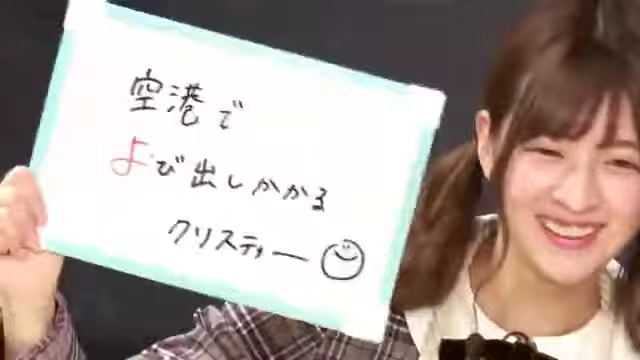 空港で
よび出しかかる
クリスティー